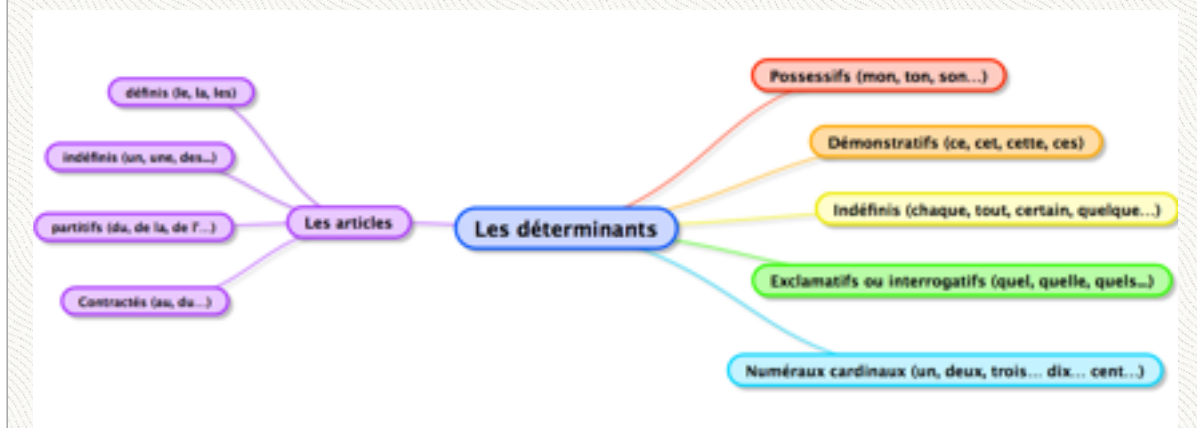 Les déterminants
Les articles
définis (le, la, les)
indéfinis (un, une, des...)
partitifs (du, de la, de l'...)
Contractés (au, du...)
Possessifs (mon, ton, son...)
Démonstratifs (ce, cet, cette, ces)
Indéfinis (chaque, tout, certain, quelque...)
Exclamatifs ou interrogatifs (quel, quelle, quels...)
Numéraux cardinaux (un, deux, trois... dix... cent...)